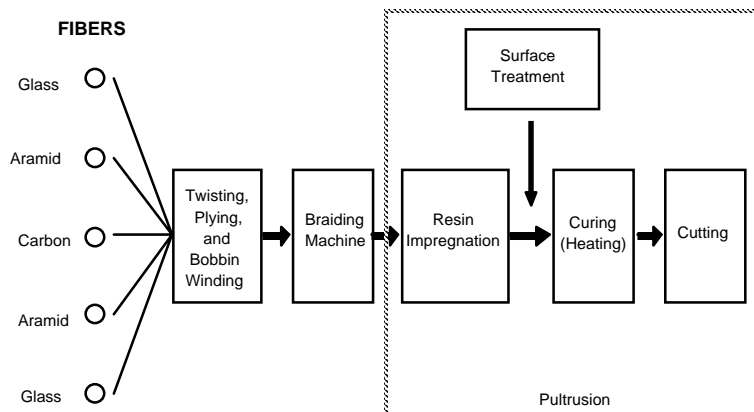 FIBERS
Glass
Aramid
Carbon
Aramid
Glass
Twisting,
Plying,
and
Bobbin
Winding
Braiding
Machine
Resin
Impregnation
Surface
Treatment
Curing
(Heating)
Cutting
Pultrusion